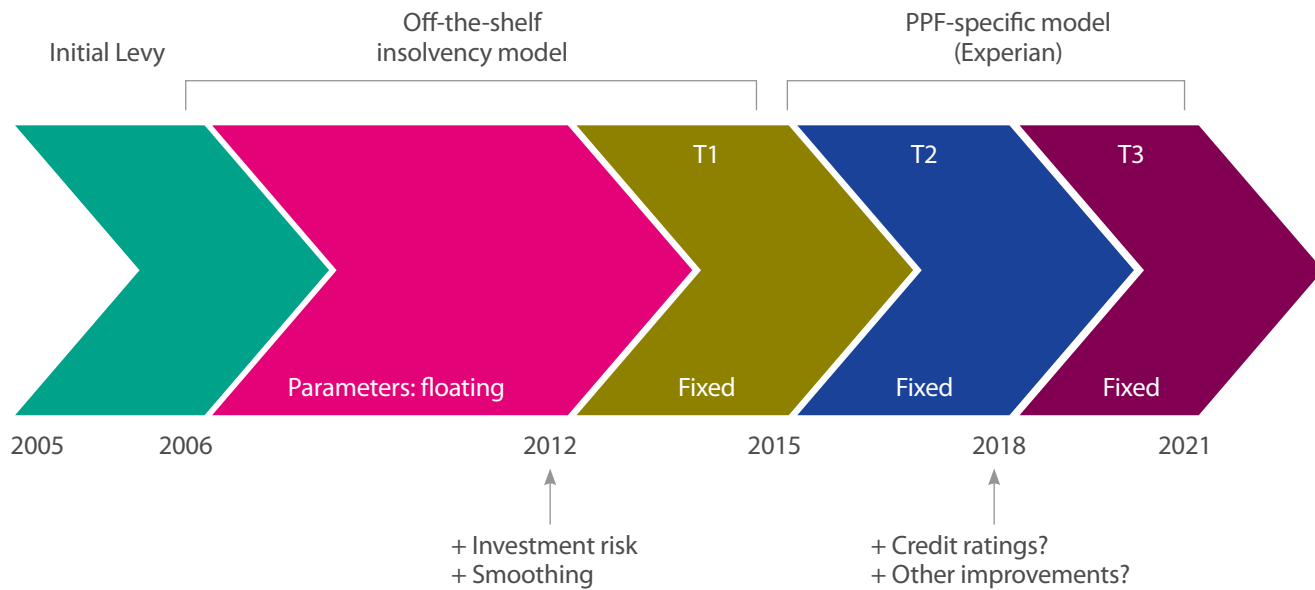 Initial Levy
Off-the-shelf
insolvency model
PPF-specific model
(Experian)
T1
T2
T3
Parameters: floating
Fixed
Fixed
Fixed
2005
2006
2012
2015
2018
2021
+ Investment risk
+ Smoothing
+ Credit ratings?
+ Other improvements?